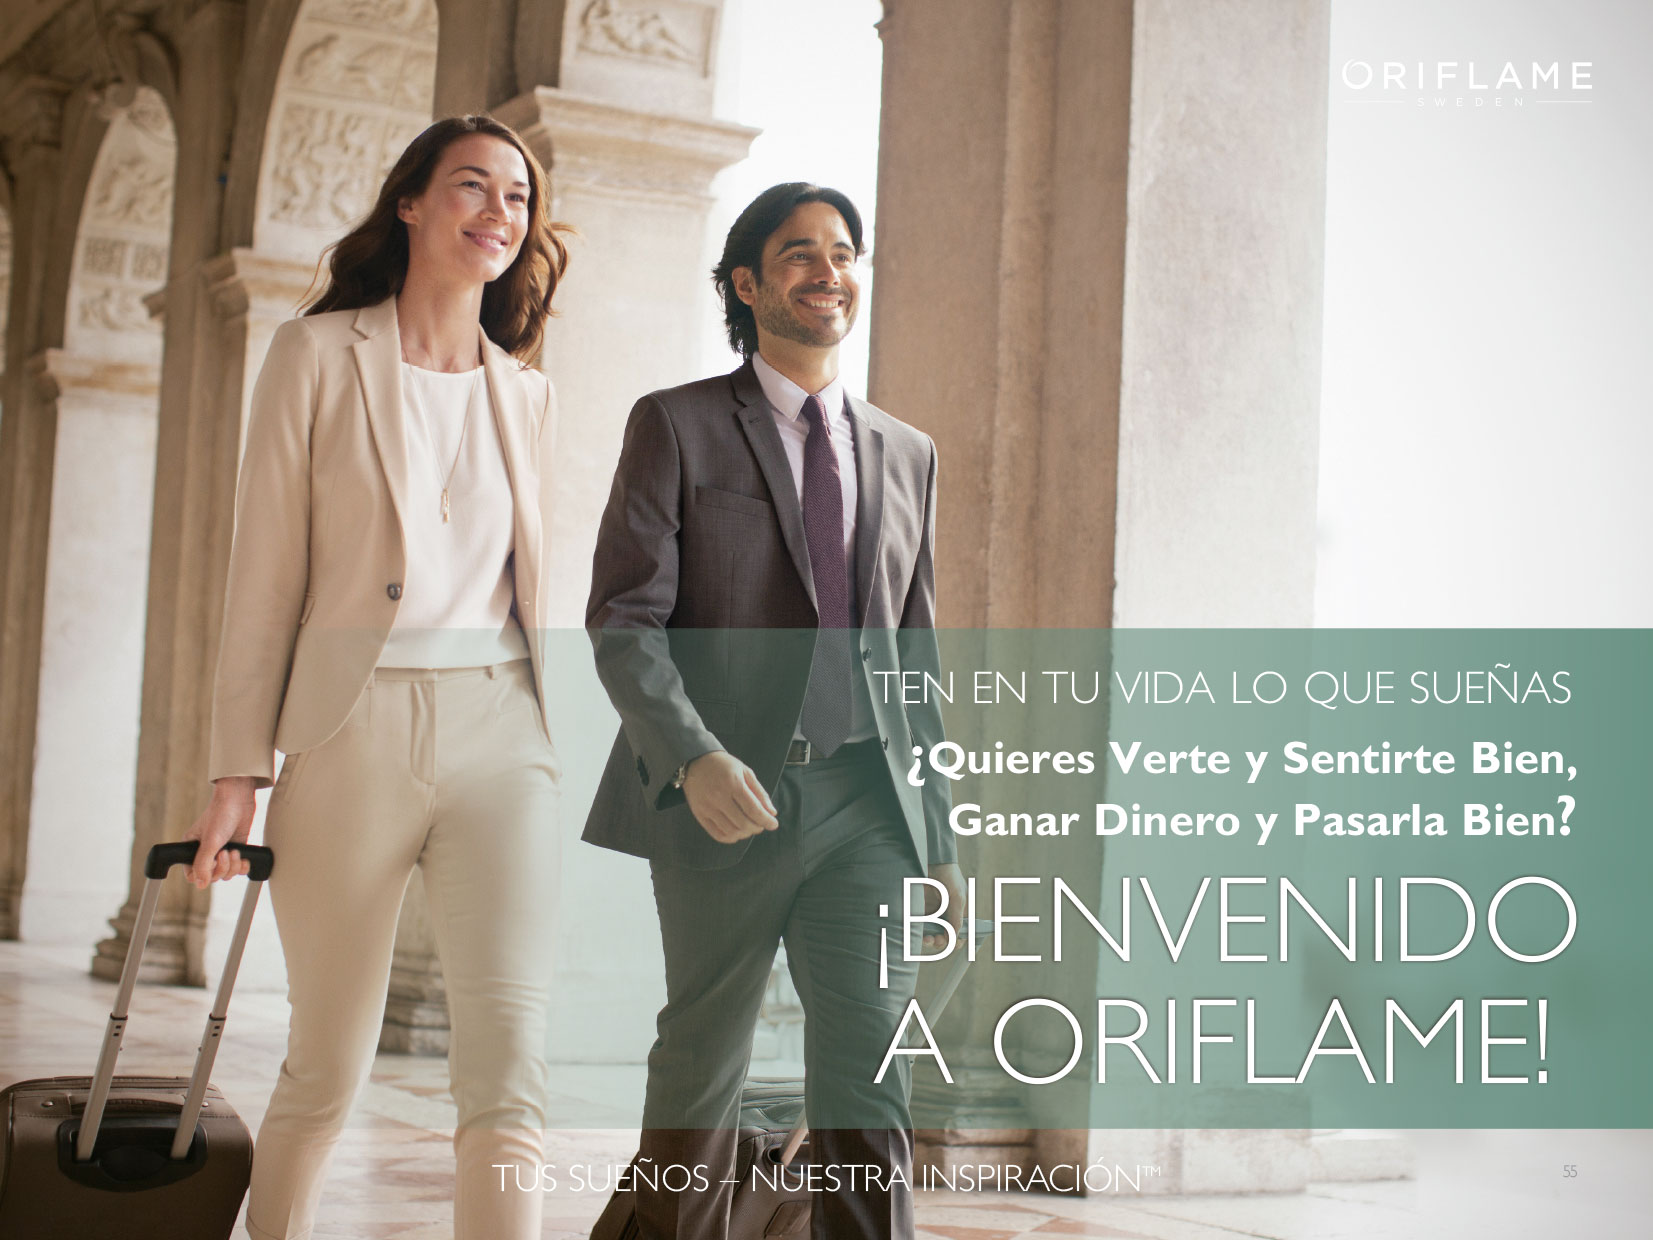 ORIFLAME
SWEDEN
TEN EN TU VIDA LO QUE SUEÑAS
¿Quieres Verte y Sentirte Bien,
Ganar Dinero y Pasarla Bien?
¡BIENVENIDO
A ORIFLAME!
TUS SUEÑOS – NUESTRA INSPIRACIÓN™
55